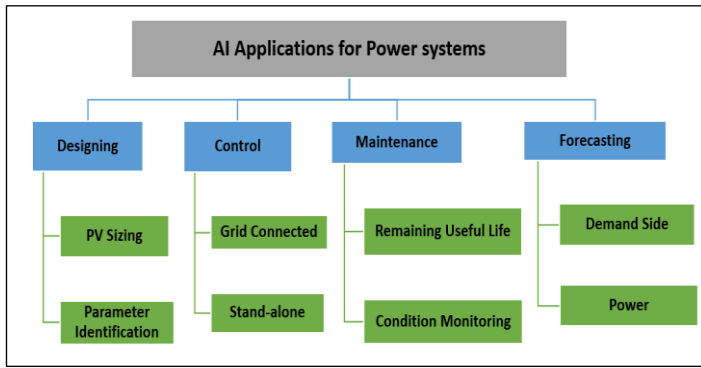 AI Applications for Power systems
Designing
Control
Maintenance
Forecasting
PV Sizing
Grid Connected
Remaining Useful Life
Demand Side
Parameter
Identification
Stand-alone
Condition Monitoring
Power